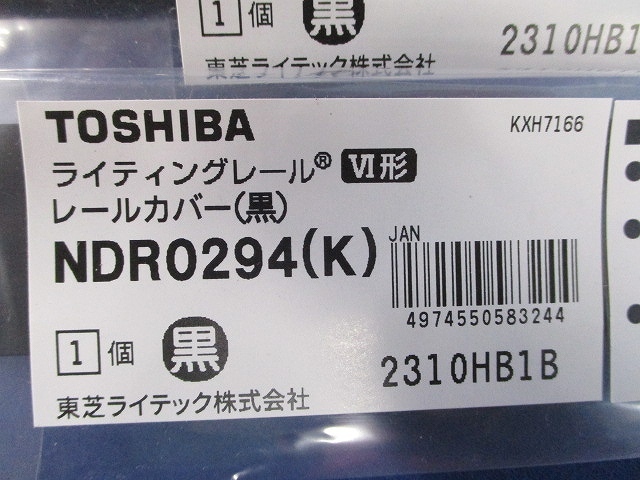 1 個 黒
2310HB1
東芝ライテック株式会社
TOSHIBA
KXH7166
ライティングレール® VI形
レールカバー(黒)
NDR0294(K)
JAN
4974550583244
1 個 黒
2310HB1B
東芝ライテック株式会社